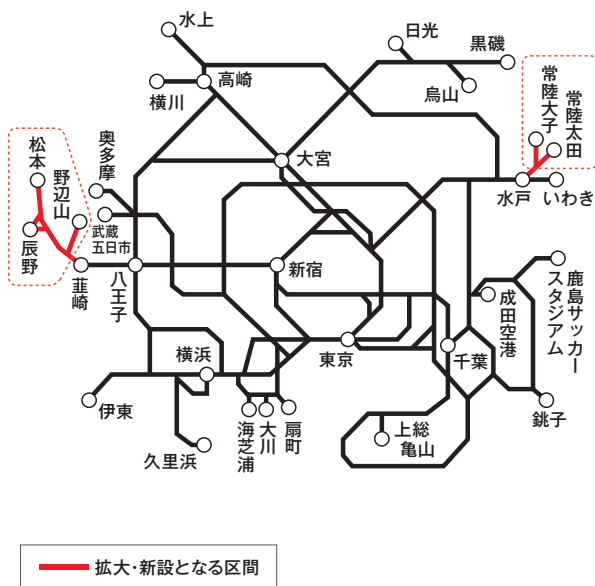 水上
日光
黒磯
高崎
横川
烏山
常陸大子
常陸太田
奥多摩
大宮
松本
野辺山
水戸
いわき
武蔵
五日市
辰野
韮崎
八王子
新宿
成田空港
鹿島サッカー
スタジアム
横浜
東京
千葉
伊東
海芝浦
大川
扇町
上総
亀山
銚子
久里浜
拡大・新設となる区間